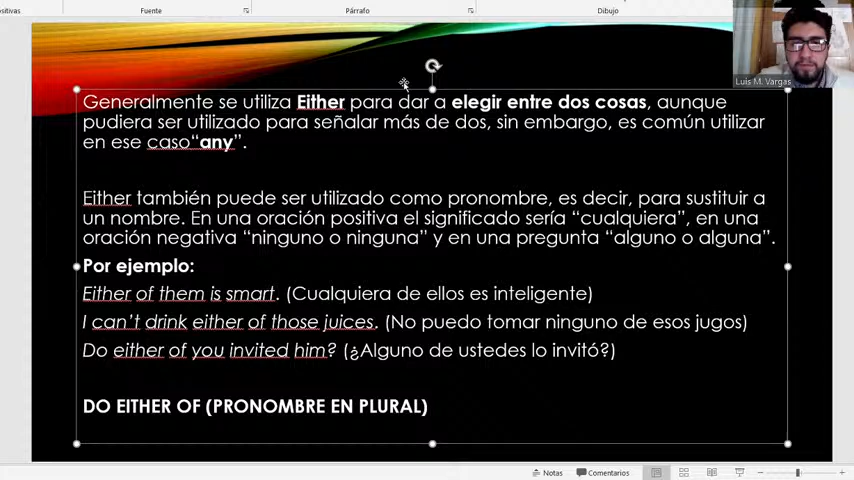 ositivas
Fuente
Párrafo
Dibujo
Luis M. Vargas
Generalmente se utiliza Either para dar a elegir entre dos cosas, aunque
pudiera ser utilizado para señalar más de dos, sin embargo, es común utilizar
en ese caso“any”.
Either también puede ser utilizado como pronombre, es decir, para sustituir a
un nombre. En una oración positiva el significado sería “cualquiera”, en una
oración negativa “ninguno o ninguna” y en una pregunta “alguno o alguna”.
Por ejemplo:
Either of them is smart. (Cualquiera de ellos es inteligente)
I can’t drink either of those juices. (No puedo tomar ninguno de esos jugos)
Do either of you invited him? (¿Alguno de ustedes lo invitó?)
DO EITHER OF (PRONOMBRE EN PLURAL)
Notas
Comentarios